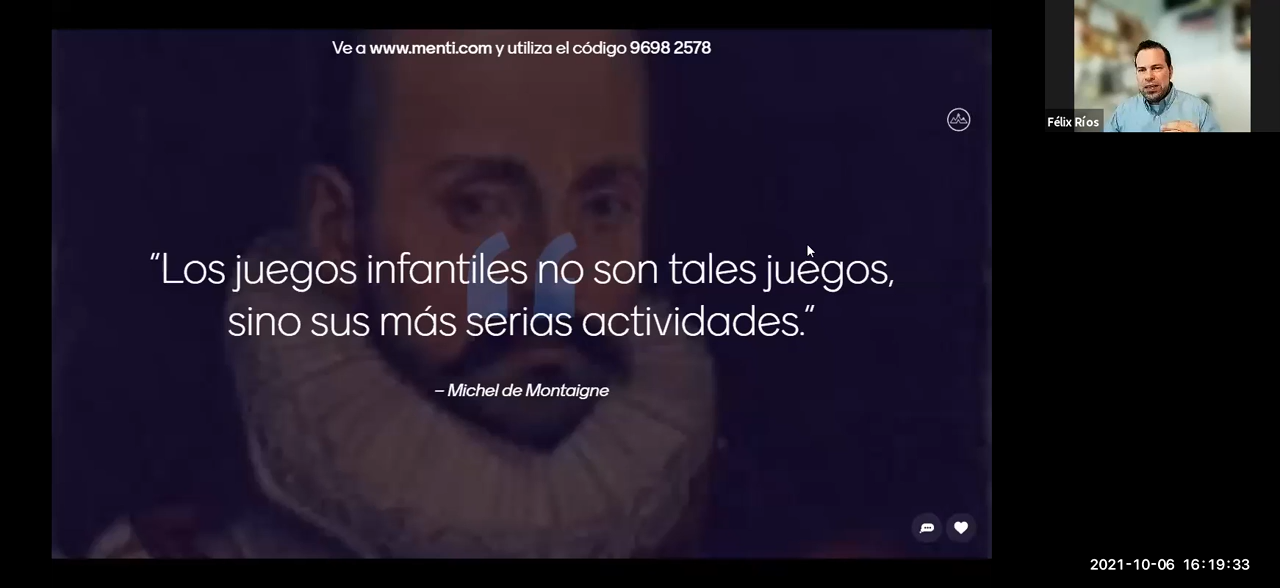 Ve a www.menti.com y utiliza el código 9698 2578
Félix Ríos
"Los juegos infantiles no son tales juegos,
sino sus más serias actividades."
– Michel de Montaigne
2021-10-06 16:19:33